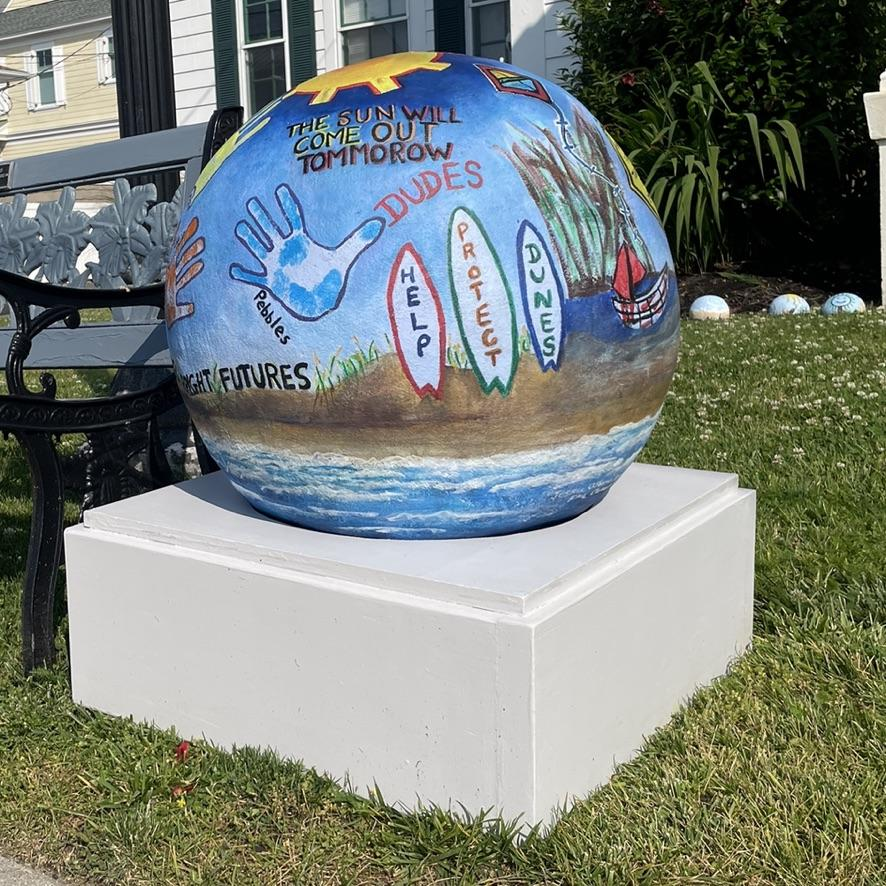 THE SUN WILL
COME OUT
TOMMOROW
DUDES
Pebbles
HELP
PROTECT
DUNES
FUTURES